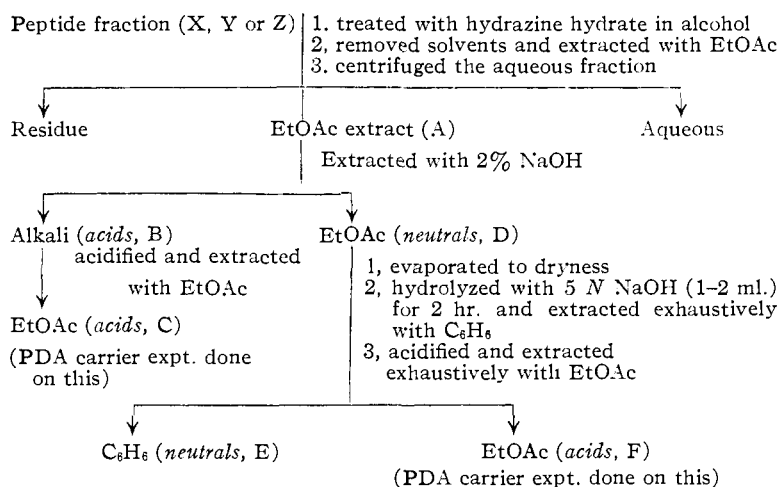 Peptide fraction (X, Y or Z)
1. treated with hydrazine hydrate in alcohol
2, removed solvents and extracted with EtOAc
3. centrifuged the aqueous fraction
Residue
EtOAc extract (A)
Aqueous
Extracted with 2% NaOH
Alkali (acids, B)
acidified and extracted
with EtOAc
EtOAc (neutrals, D)
1, evaporated to dryness
2, hydrolyzed with 5 N NaOH (1–2 ml.)
for 2 hr. and extracted exhaustively
with C₆H₆
3, acidified and extracted
exhaustively with EtOAc
EtOAc (acids, C)
(PDA carrier expt. done
on this)
C₆H₆ (neutrals, E)
EtOAc (acids, F)
(PDA carrier expt. done on this)